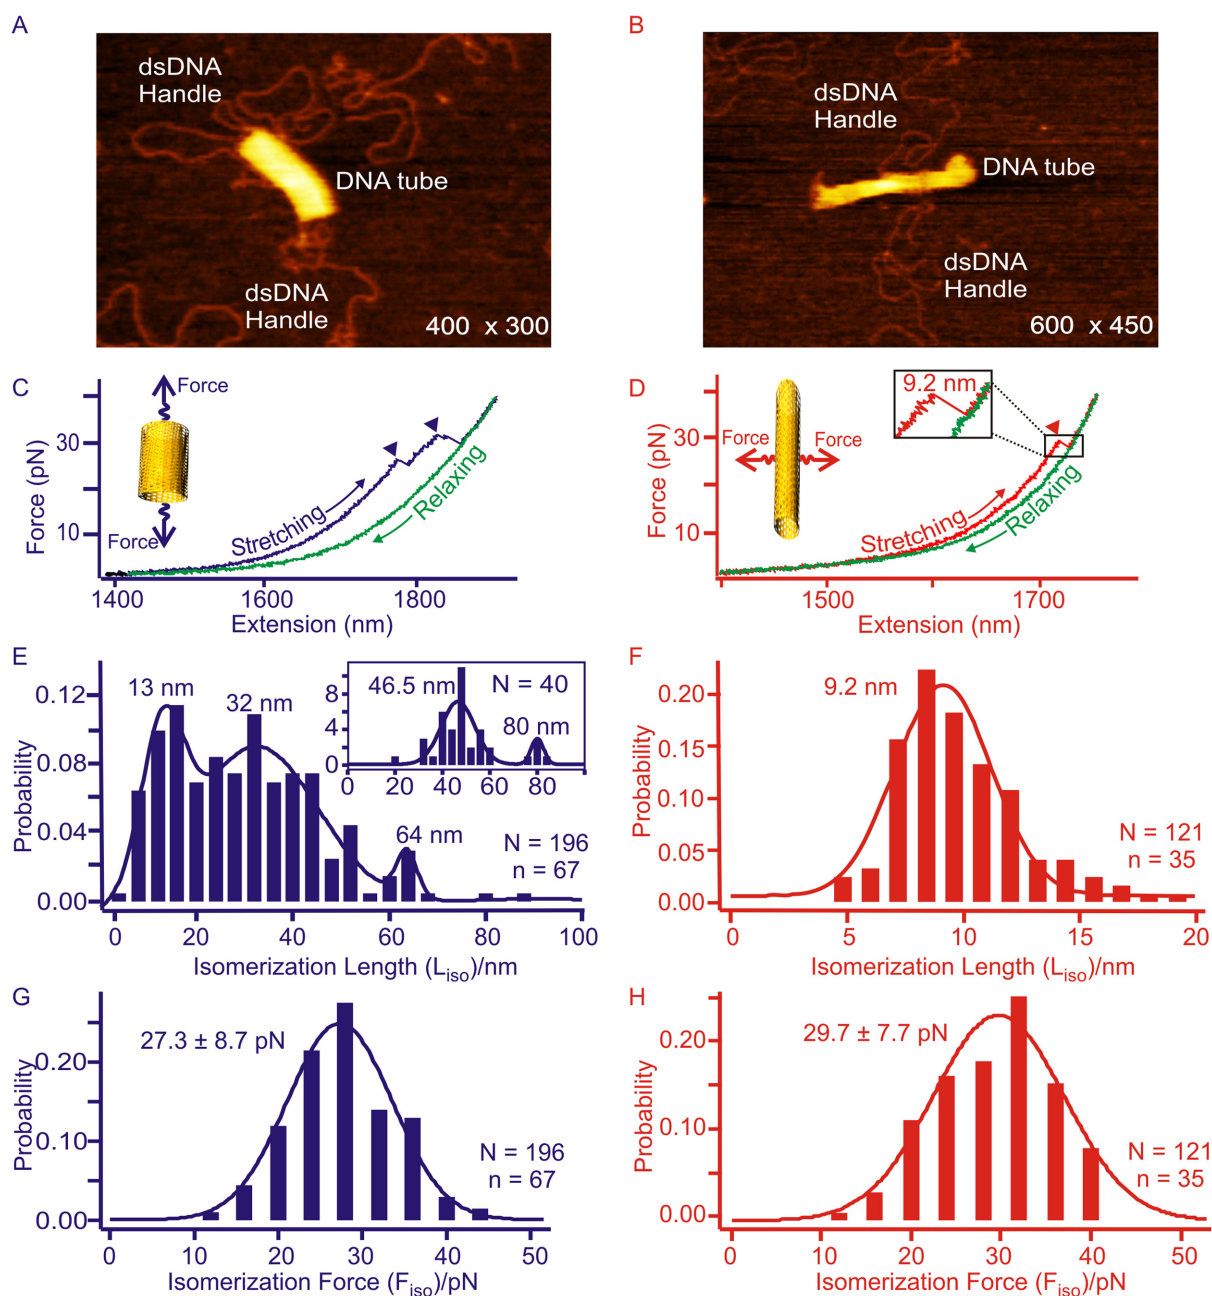 A
dsDNA
Handle
DNA tube
dsDNA
Handle
400 x 300
B
dsDNA
Handle
DNA tube
dsDNA
Handle
600 x 450
C
Force
Force
Force (pN)
30
10
Stretching
Relaxing
1400
1600
1800
Extension (nm)
D
Force
Force
9.2 nm
Force (pN)
30
10
Stretching
Relaxing
1500
1700
Extension (nm)
E
Probability
0.12
0.08
0.04
0.00
13 nm
32 nm
64 nm
46.5 nm
N = 40
80 nm
8
4
0
0
20
40
60
80
N = 196
n = 67
0
20
40
60
80
100
Isomerization Length (Liso)/nm
F
Probability
0.20
0.15
0.10
0.05
0.00
9.2 nm
N = 121
n = 35
0
5
10
15
20
Isomerization Length (Liso)/nm
G
Probability
0.20
0.10
0.00
27.3 ± 8.7 pN
N = 196
n = 67
0
10
20
30
40
50
Isomerization Force (Fiso)/pN
H
Probability
0.20
0.10
0.00
29.7 ± 7.7 pN
N = 121
n = 35
0
10
20
30
40
50
Isomerization Force (Fiso)/pN